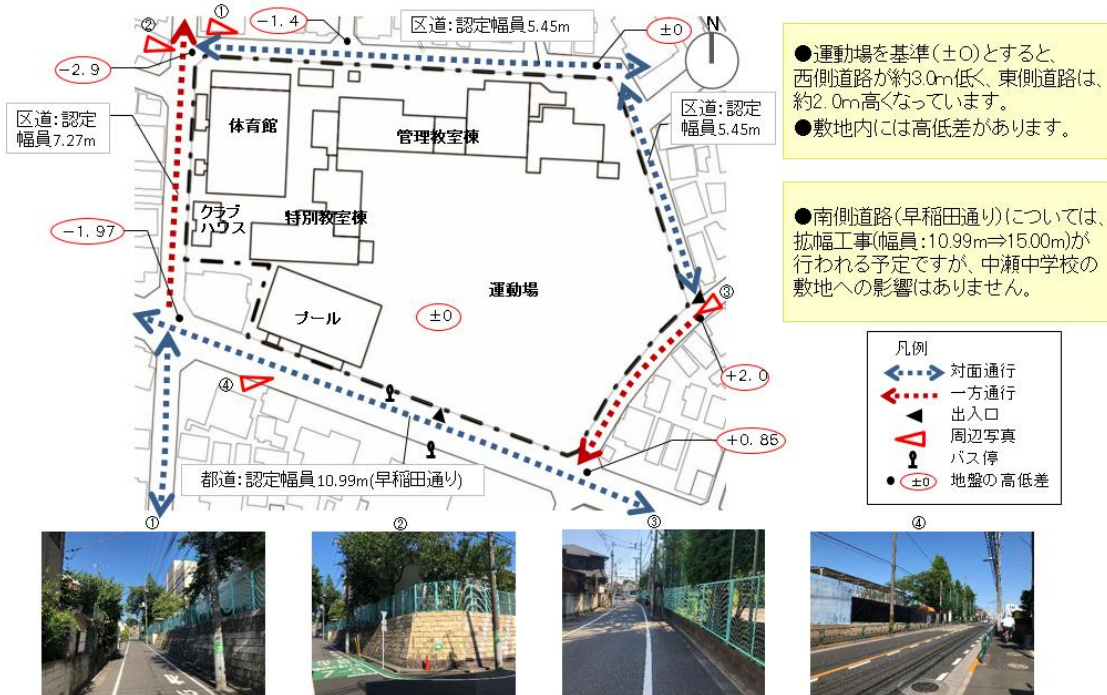 ①
②
−1.4
区道:認定幅員5.45m
±0
N
−2.9
区道:認定
幅員7.27m
区道:認定
幅員5.45m
体育館
管理教室棟
クラブ
ハウス
特別教室棟
−1.97
運動場
プール
±0
③
+2.0
④
+0.85
都道:認定幅員10.99m(早稲田通り)
●運動場を基準(±0)とすると、
西側道路が約3.0m低く、東側道路は、
約2.0m高くなっています。
●敷地内には高低差があります。
●南側道路(早稲田通り)については、
拡幅工事(幅員:10.99m⇒15.00m)が
行われる予定ですが、中瀬中学校の
敷地への影響はありません。
凡例
対面通行
一方通行
出入口
周辺写真
バス停
±0 地盤の高低差
①
②
③
④